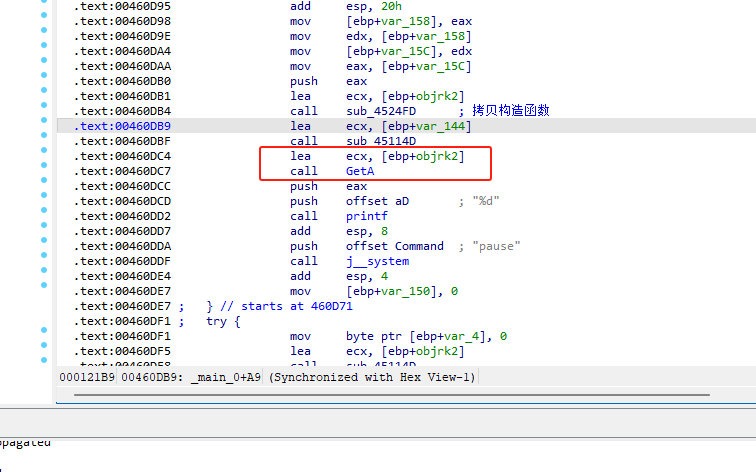 .text:00460D95 add esp, 20h
.text:00460D98 mov [ebp+var_158], eax
.text:00460D9E mov edx, [ebp+var_158]
.text:00460DA4 mov [ebp+var_15C], edx
.text:00460DAA mov eax, [ebp+var_15C]
.text:00460DB0 push eax
.text:00460DB1 lea ecx, [ebp+objrk2]
.text:00460DB4 call sub_4524FD ; 拷贝构造函数
.text:00460DB9 lea ecx, [ebp+var_144]
.text:00460DBF call sub_45114D
.text:00460DC4 lea ecx, [ebp+objrk2]
.text:00460DC7 call GetA
.text:00460DCC push eax
.text:00460DCD push offset aD ; "%d"
.text:00460DD2 call printf
.text:00460DD7 add esp, 8
.text:00460DDA push offset Command ; "pause"
.text:00460DDF call j__system
.text:00460DE4 add esp, 4
.text:00460DE7 mov [ebp+var_150], 0
.text:00460DE7 ; } // starts at 460D71
.text:00460DF1 ; try {
.text:00460DF1 mov byte ptr [ebp+var_4], 0
.text:00460DF5 lea ecx, [ebp+objrk2]
.text:00460DF8 call sub_45114D
000121B9 00460DB9: _main_0+A9 (Synchronized with Hex View-1)
opagated